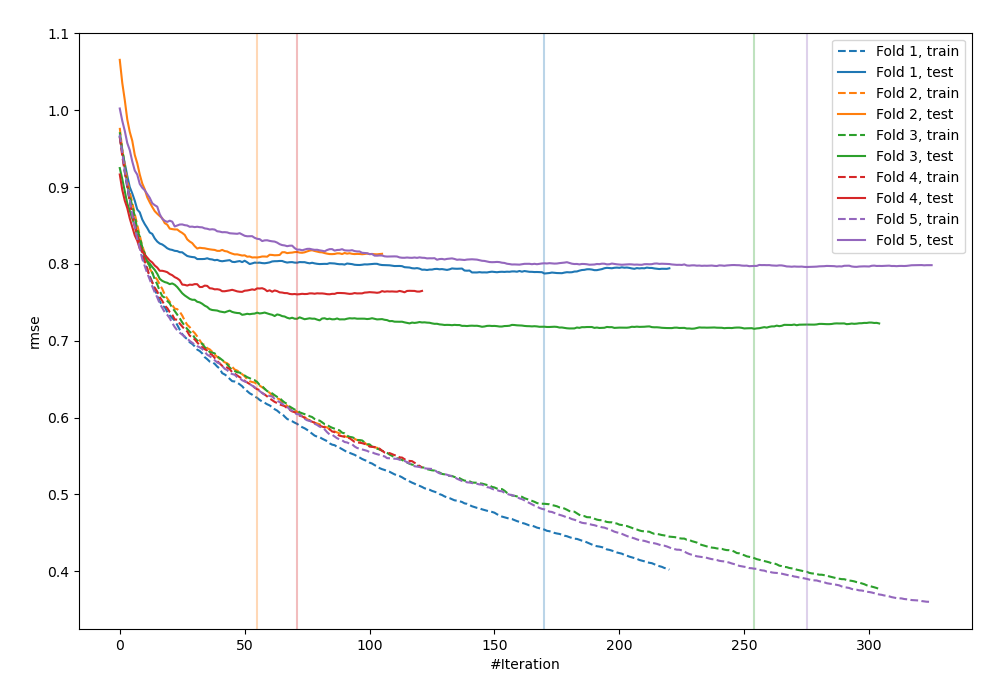 1.1
1.0
0.9
0.8
0.7
0.6
0.5
0.4
rmse
0
50
100
150
200
250
300
#Iteration
Fold 1, train
Fold 1, test
Fold 2, train
Fold 2, test
Fold 3, train
Fold 3, test
Fold 4, train
Fold 4, test
Fold 5, train
Fold 5, test